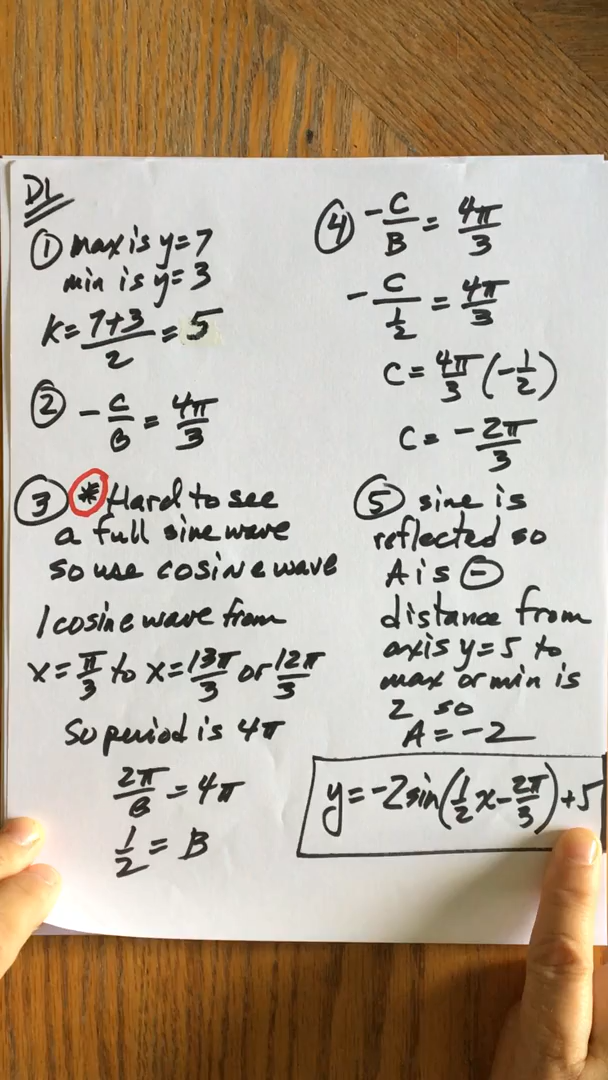 DL
① max is y=7
min is y=3
K= 7+3/2 = 5
② -C/B = 4π/3
③ * Hard to see
a full sine wave
so use cosine wave
1 cosine wave from
x= π/3 to x= 13π/3 or 12π/3
So period is 4π
2π/B = 4π
1/2 = B
④ -C/B = 4π/3
-C/(1/2) = 4π/3
C= 4π/3 (-1/2)
C= -2π/3
⑤ sine is
reflected so
A is ⊖
distance from
axis y=5 to
max or min is
2 so
A= -2
y= -2 sin(1/2 x - 2π/3) +5